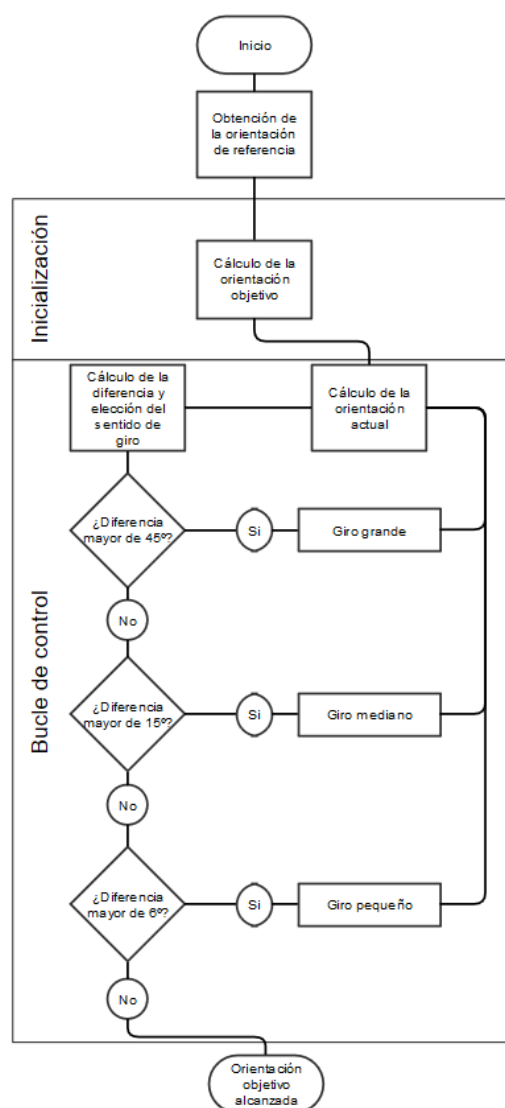 Inicio
Obtención de
la orientación
de referencia
Inicialización
Cálculo de la
orientación
objetivo
Bucle de control
Cálculo de la
diferencia y
elección del
sentido de
giro
Cálculo de la
orientación
actual
¿Diferencia
mayor de 45º?
Si
Giro grande
No
¿Diferencia
mayor de 15º?
Si
Giro mediano
No
¿Diferencia
mayor de 6º?
Si
Giro pequeño
No
Orientación
objetivo
alcanzada